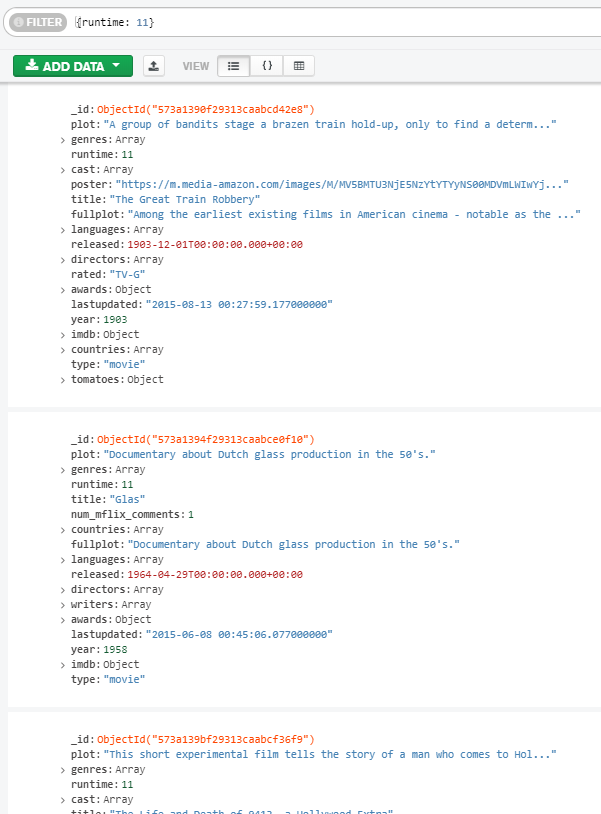 FILTER {runtime: 11}
ADD DATA VIEW {}
_id: ObjectId("573a1390f29313caabcd42e8")
plot: "A group of bandits stage a brazen train hold-up, only to find a determ..."
genres: Array
runtime: 11
cast: Array
poster: "https://m.media-amazon.com/images/M/MV5BMTU3NjE5NzYtYTYyNS00MDVmLWIwYj..."
title: "The Great Train Robbery"
fullplot: "Among the earliest existing films in American cinema - notable as the ..."
languages: Array
released: 1903-12-01T00:00:00.000+00:00
directors: Array
rated: "TV-G"
awards: Object
lastupdated: "2015-08-13 00:27:59.177000000"
year: 1903
imdb: Object
countries: Array
type: "movie"
tomatoes: Object
_id: ObjectId("573a1394f29313caabce0f10")
plot: "Documentary about Dutch glass production in the 50's."
genres: Array
runtime: 11
title: "Glas"
num_mflix_comments: 1
countries: Array
fullplot: "Documentary about Dutch glass production in the 50's."
languages: Array
released: 1964-04-29T00:00:00.000+00:00
directors: Array
writers: Array
awards: Object
lastupdated: "2015-06-08 00:45:06.077000000"
year: 1958
imdb: Object
type: "movie"
_id: ObjectId("573a139bf29313caabcf36f9")
plot: "This short experimental film tells the story of a man who comes to Hol..."
genres: Array
runtime: 11
cast: Array
title: "The Life and Death of 9413, a Hollywood Extra"